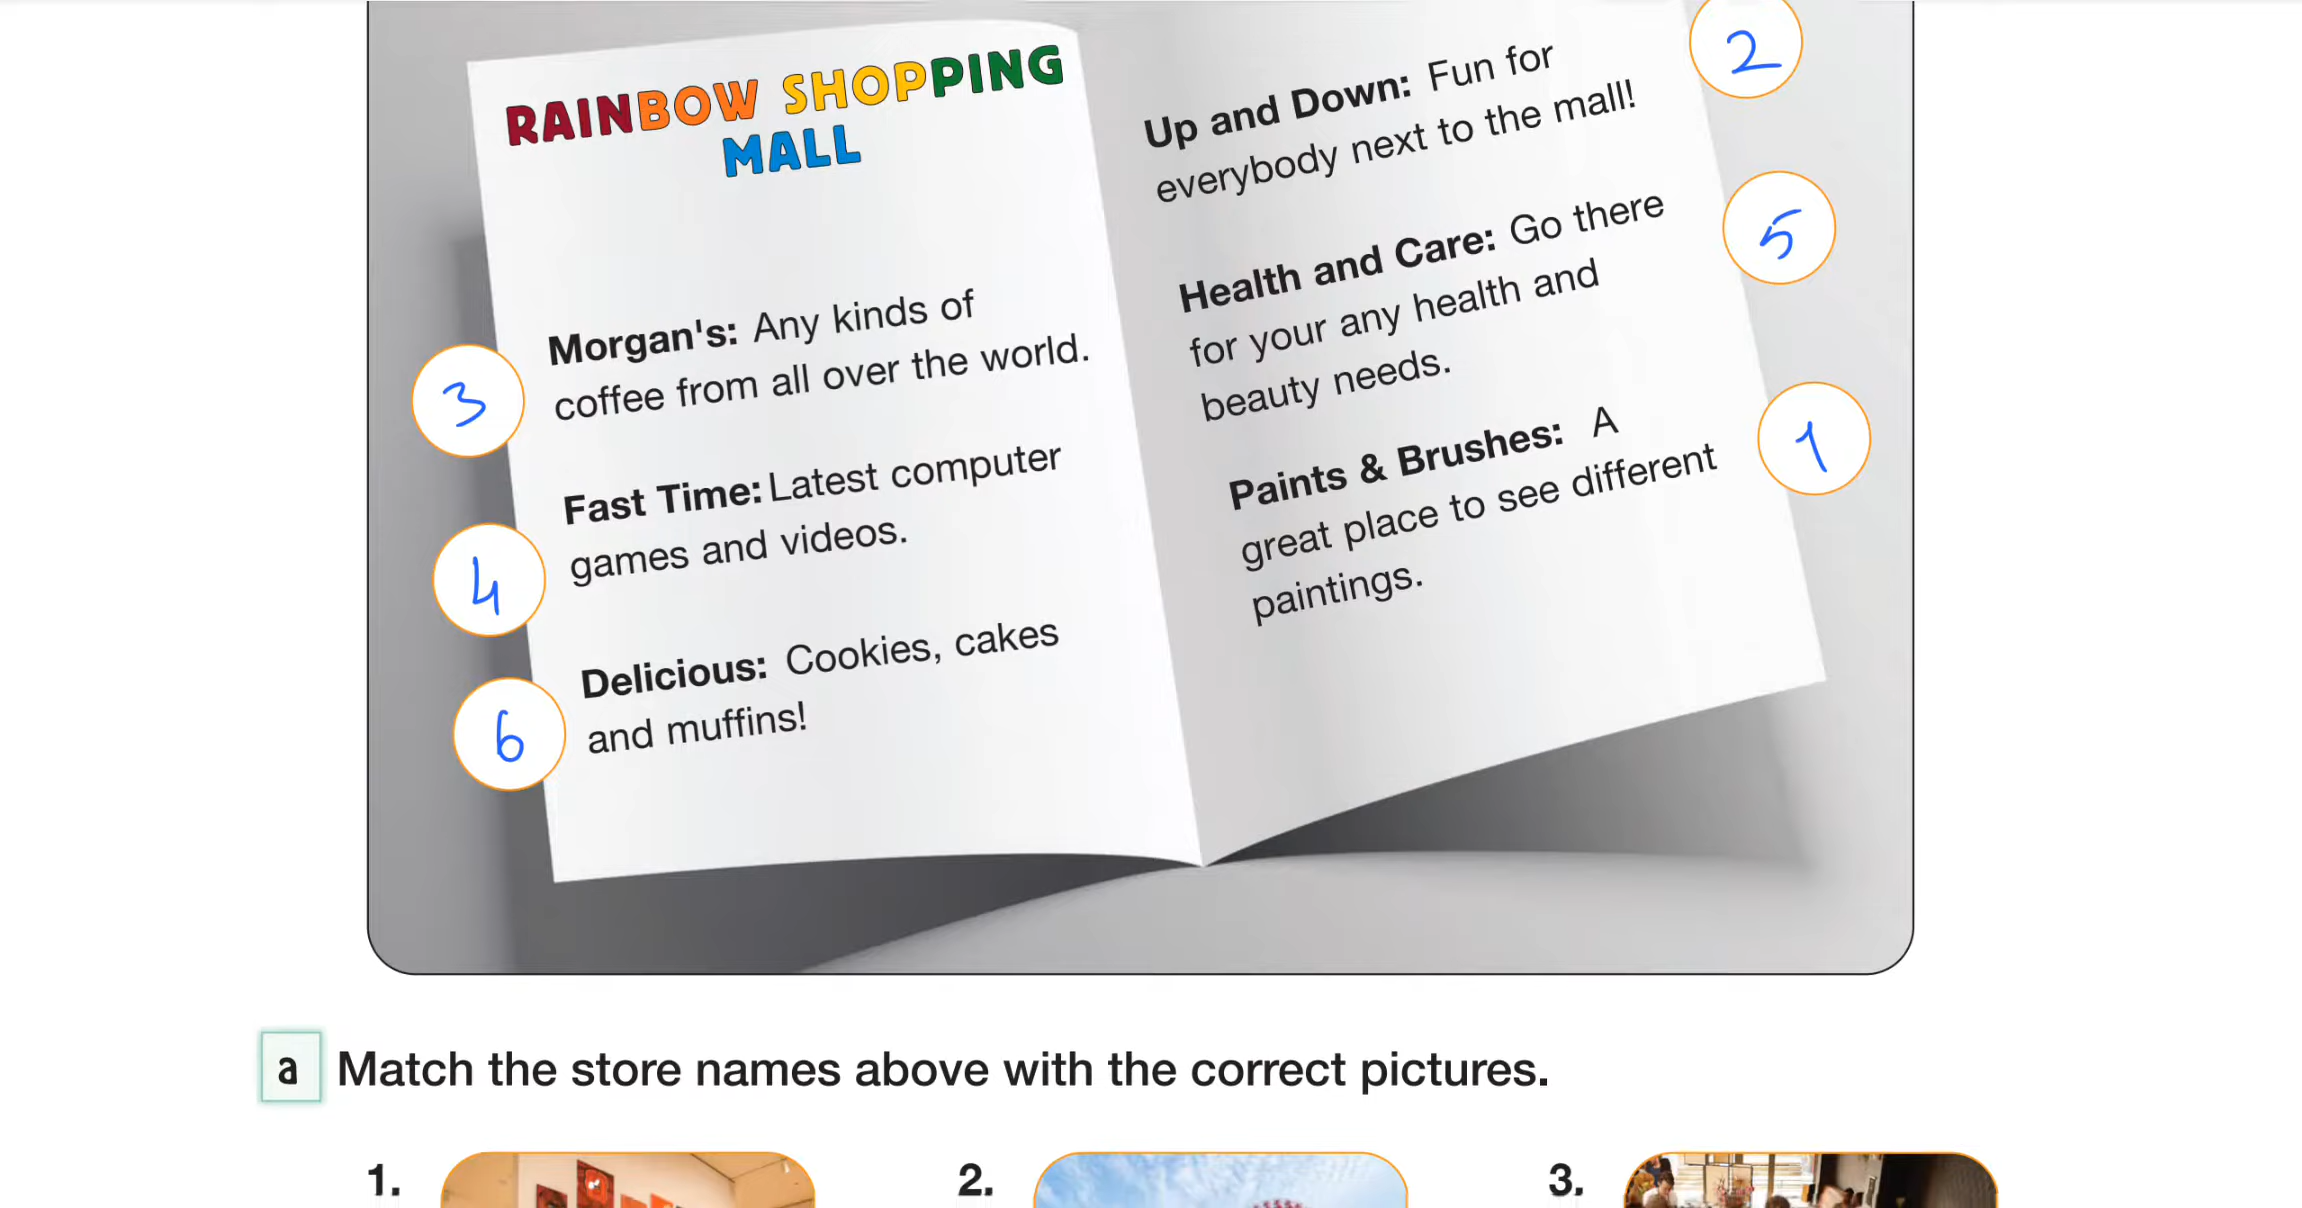 RAINBOW SHOPPING
MALL
Morgan's: Any kinds of
coffee from all over the world.
3
Fast Time: Latest computer
games and videos.
4
Delicious: Cookies, cakes
and muffins!
6
Up and Down: Fun for
everybody next to the mall!
2
Health and Care: Go there
for your any health and
beauty needs.
5
Paints & Brushes: A
great place to see different
paintings.
1
a Match the store names above with the correct pictures.
1.
2.
3.